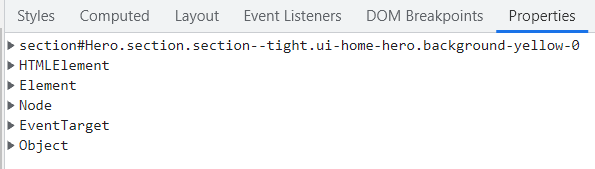 Styles Computed Layout Event Listeners DOM Breakpoints Properties
section#Hero.section.section--tight.ui-home-hero.background-yellow-0
HTMLElement
Element
Node
EventTarget
Object